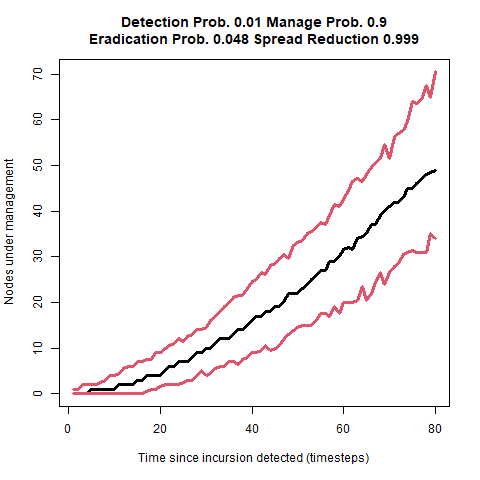 Detection Prob. 0.01 Manage Prob. 0.9
Eradication Prob. 0.048 Spread Reduction 0.999
Nodes under management
70
60
50
40
30
20
10
0
0 20 40 60 80
Time since incursion detected (timesteps)